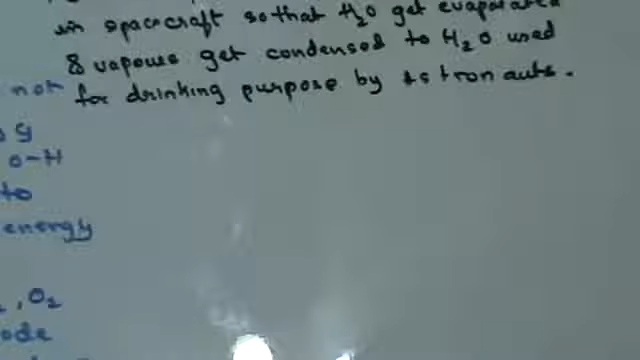 in spacecraft so that H₂O get evaporated
& vapours get condensed to H₂O used
for drinking purpose by Astronauts.
not
O-H
to
energy
, O₂
ode